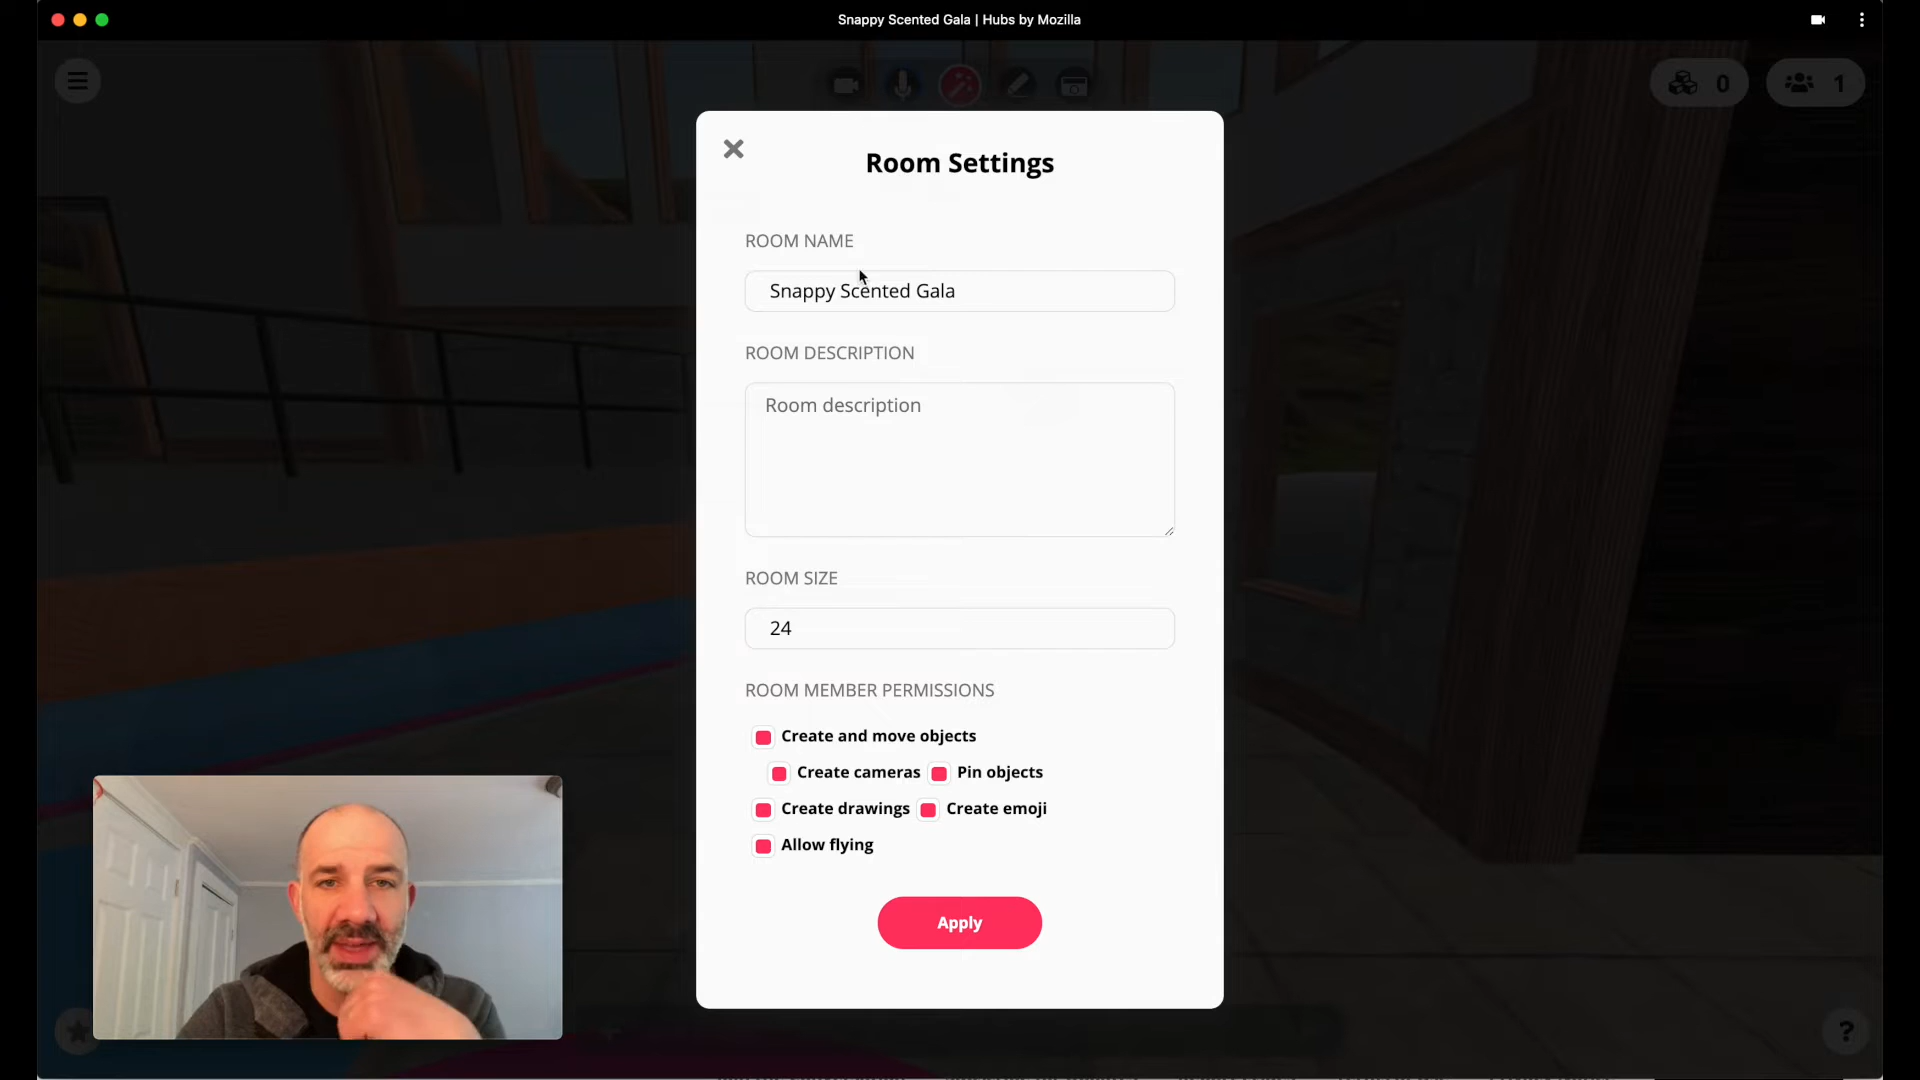 Snappy Scented Gala | Hubs by Mozilla
0
1
Room Settings
ROOM NAME
Snappy Scented Gala
ROOM DESCRIPTION
Room description
ROOM SIZE
24
ROOM MEMBER PERMISSIONS
Create and move objects
Create cameras Pin objects
Create drawings Create emoji
Allow flying
Apply
?